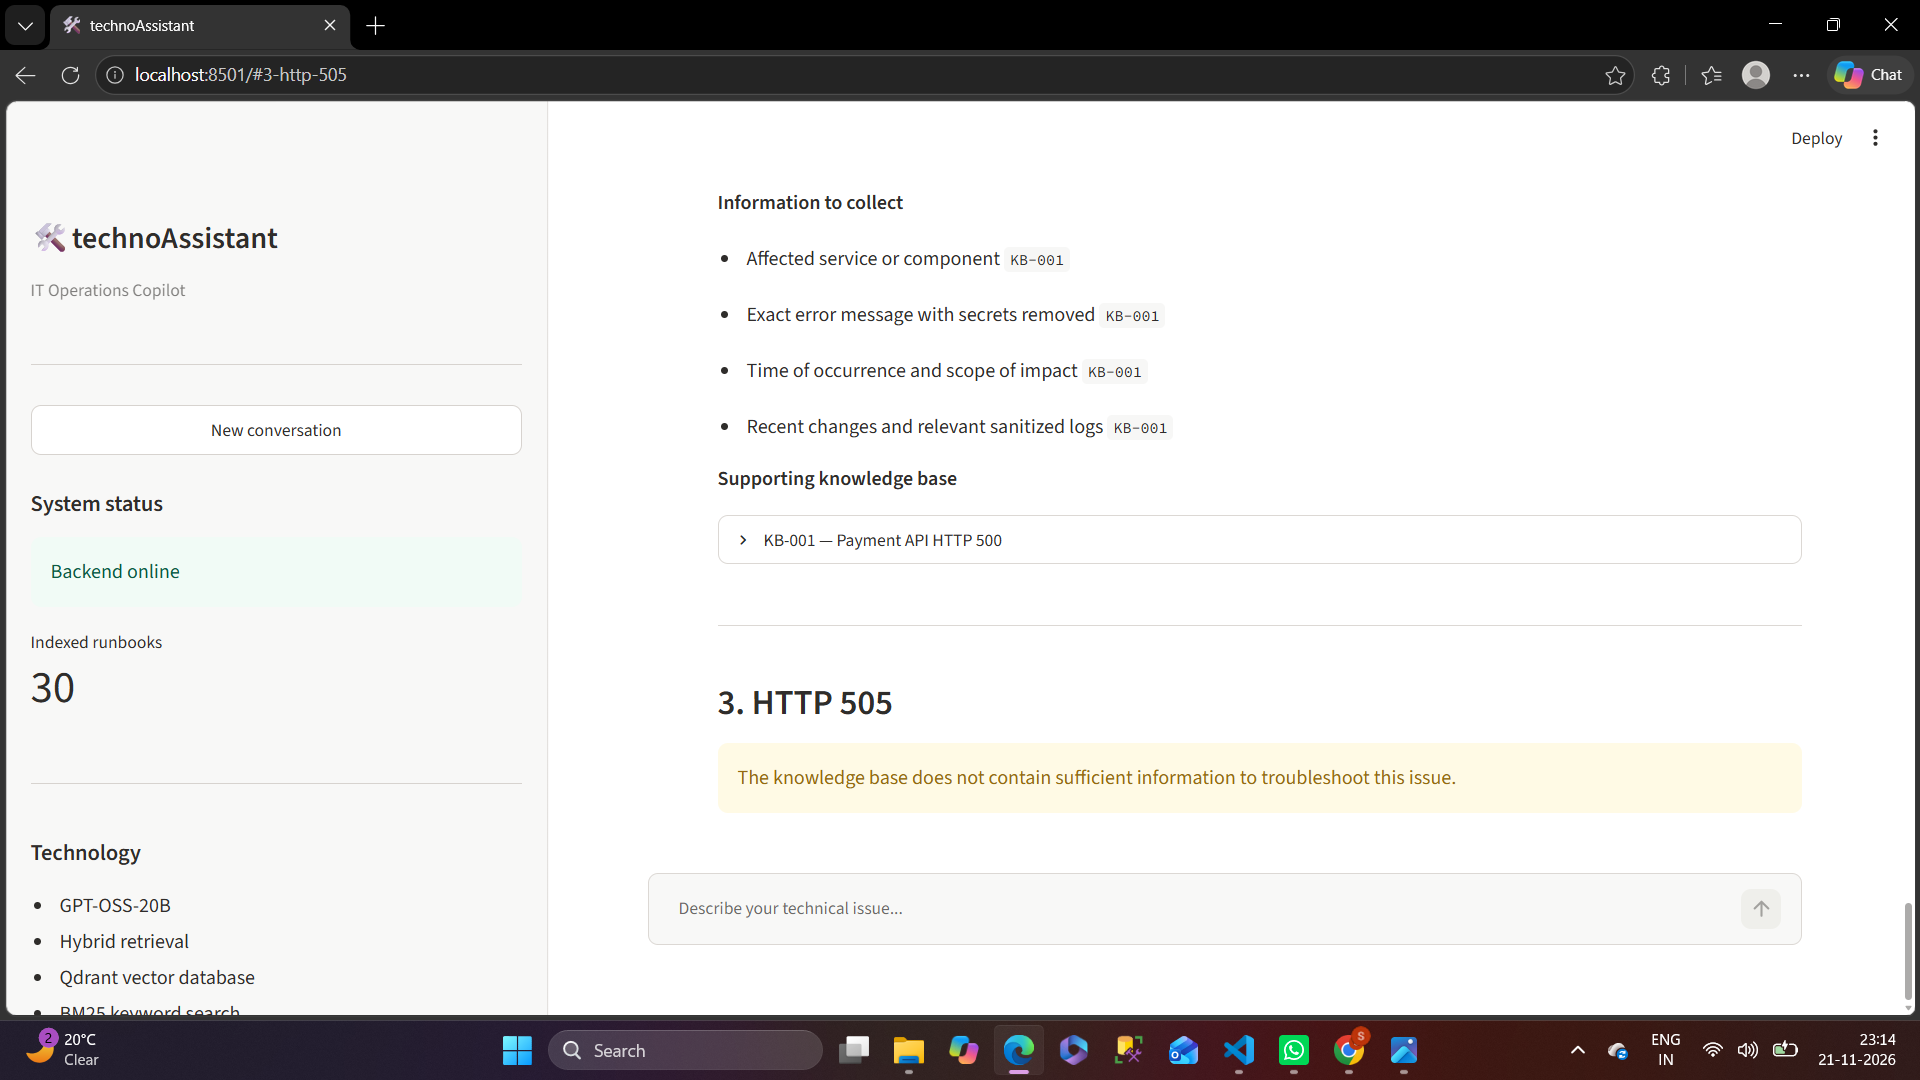 technoAssistant
localhost:8501/#3-http-505
Chat
Deploy
technoAssistant
IT Operations Copilot
New conversation
System status
Backend online
Indexed runbooks
30
Technology
• GPT-OSS-20B
• Hybrid retrieval
• Qdrant vector database
• BM25 keyword search
Information to collect
• Affected service or component KB-001
• Exact error message with secrets removed KB-001
• Time of occurrence and scope of impact KB-001
• Recent changes and relevant sanitized logs KB-001
Supporting knowledge base
KB-001 — Payment API HTTP 500
3. HTTP 505
The knowledge base does not contain sufficient information to troubleshoot this issue.
Describe your technical issue...
2
20°C
Clear
Search
S
ENG
IN
23:14
21-11-2026